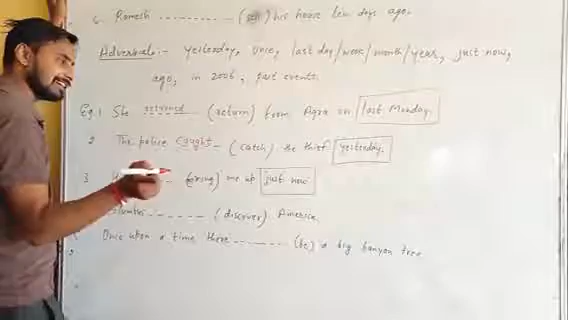 6. Ramesh ............ (sell) his house few days ago.
Adverbial:- yesterday, once, last day/week/month/year, just now,
ago, in 2006, past events.
Eg.1 She returned (return) from Agra on last Monday.
2 The police caught (catch) the thief yesterday.
3 (ring) me up just now
------- (discover) America.
Once upon a time there ------- (be) a big banyan tree